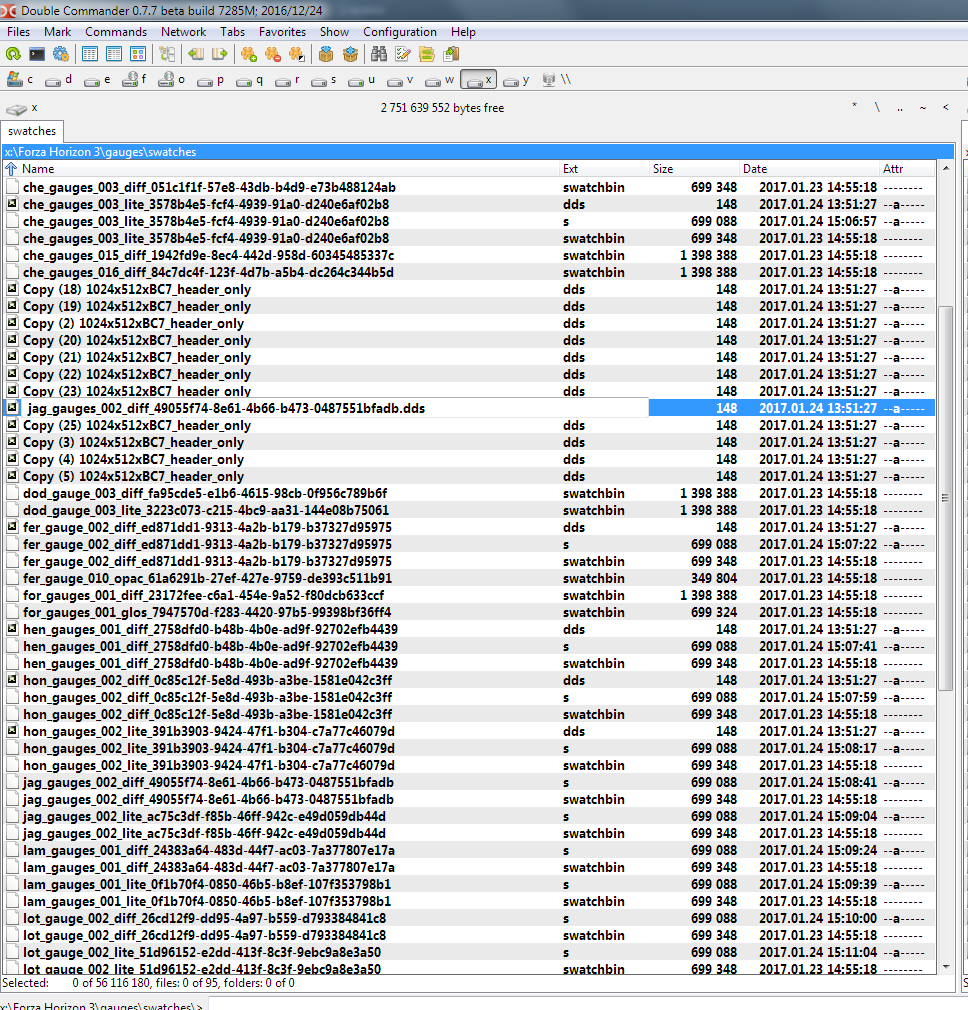 Double Commander 0.7.7 beta build 7285M; 2016/12/24
Files Mark Commands Network Tabs Favorites Show Configuration Help
c d e f o p q r s u v w x y \\
x 2 751 639 552 bytes free * \ .. ~ <
swatches
x:\Forza Horizon 3\gauges\swatches
Name Ext Size Date Attr
che_gauges_003_diff_051c1f1f-57e8-43db-b4d9-e73b488124ab swatchbin 699 348 2017.01.23 14:55:18 --------
che_gauges_003_lite_3578b4e5-fcf4-4939-91a0-d240e6af02b8 dds 148 2017.01.24 13:51:27 --a-----
che_gauges_003_lite_3578b4e5-fcf4-4939-91a0-d240e6af02b8 s 699 088 2017.01.24 15:06:57 --a-----
che_gauges_003_lite_3578b4e5-fcf4-4939-91a0-d240e6af02b8 swatchbin 699 348 2017.01.23 14:55:18 --------
che_gauges_015_diff_1942fd9e-8ec4-442d-958d-60345485337c swatchbin 1 398 388 2017.01.23 14:55:18 --------
che_gauges_016_diff_84c7dc4f-123f-4d7b-a5b4-dc264c344b5d swatchbin 1 398 388 2017.01.23 14:55:18 --------
Copy (18) 1024x512xBC7_header_only dds 148 2017.01.24 13:51:27 --a-----
Copy (19) 1024x512xBC7_header_only dds 148 2017.01.24 13:51:27 --a-----
Copy (2) 1024x512xBC7_header_only dds 148 2017.01.24 13:51:27 --a-----
Copy (20) 1024x512xBC7_header_only dds 148 2017.01.24 13:51:27 --a-----
Copy (21) 1024x512xBC7_header_only dds 148 2017.01.24 13:51:27 --a-----
Copy (22) 1024x512xBC7_header_only dds 148 2017.01.24 13:51:27 --a-----
Copy (23) 1024x512xBC7_header_only dds 148 2017.01.24 13:51:27 --a-----
jag_gauges_002_diff_49055f74-8e61-4b66-b473-0487551bfadb.dds 148 2017.01.24 13:51:27 --a-----
Copy (25) 1024x512xBC7_header_only dds 148 2017.01.24 13:51:27 --a-----
Copy (3) 1024x512xBC7_header_only dds 148 2017.01.24 13:51:27 --a-----
Copy (4) 1024x512xBC7_header_only dds 148 2017.01.24 13:51:27 --a-----
Copy (5) 1024x512xBC7_header_only dds 148 2017.01.24 13:51:27 --a-----
dod_gauge_003_diff_fa95cde5-e1b6-4615-98cb-0f956c789b6f swatchbin 1 398 388 2017.01.23 14:55:18 --------
dod_gauge_003_lite_3223c073-c215-4bc9-aa31-144e08b75061 swatchbin 1 398 388 2017.01.23 14:55:18 --------
fer_gauge_002_diff_ed871dd1-9313-4a2b-b179-b37327d95975 dds 148 2017.01.24 13:51:27 --a-----
fer_gauge_002_diff_ed871dd1-9313-4a2b-b179-b37327d95975 s 699 088 2017.01.24 15:07:22 --a-----
fer_gauge_002_diff_ed871dd1-9313-4a2b-b179-b37327d95975 swatchbin 699 348 2017.01.23 14:55:18 --------
fer_gauge_010_opac_61a6291b-27ef-427e-9759-de393c511b91 swatchbin 349 804 2017.01.23 14:55:18 --------
for_gauges_001_diff_23172fee-c6a1-454e-9a52-f80dcb633ccf swatchbin 1 398 388 2017.01.23 14:55:18 --------
for_gauges_001_glos_7947570d-f283-4420-97b5-99398bf36ff4 swatchbin 699 324 2017.01.23 14:55:18 --------
hen_gauges_001_diff_2758dfd0-b48b-4b0e-ad9f-92702efb4439 dds 148 2017.01.24 13:51:27 --a-----
hen_gauges_001_diff_2758dfd0-b48b-4b0e-ad9f-92702efb4439 s 699 088 2017.01.24 15:07:41 --a-----
hen_gauges_001_diff_2758dfd0-b48b-4b0e-ad9f-92702efb4439 swatchbin 699 348 2017.01.23 14:55:18 --------
hon_gauges_002_diff_0c85c12f-5e8d-493b-a3be-1581e042c3ff dds 148 2017.01.24 13:51:27 --a-----
hon_gauges_002_diff_0c85c12f-5e8d-493b-a3be-1581e042c3ff s 699 088 2017.01.24 15:07:59 --a-----
hon_gauges_002_diff_0c85c12f-5e8d-493b-a3be-1581e042c3ff swatchbin 699 348 2017.01.23 14:55:18 --------
hon_gauges_002_lite_391b3903-9424-47f1-b304-c7a77c46079d dds 148 2017.01.24 13:51:27 --a-----
hon_gauges_002_lite_391b3903-9424-47f1-b304-c7a77c46079d s 699 088 2017.01.24 15:08:17 --a-----
hon_gauges_002_lite_391b3903-9424-47f1-b304-c7a77c46079d swatchbin 699 348 2017.01.23 14:55:18 --------
jag_gauges_002_diff_49055f74-8e61-4b66-b473-0487551bfadb s 699 088 2017.01.24 15:08:41 --a-----
jag_gauges_002_diff_49055f74-8e61-4b66-b473-0487551bfadb swatchbin 699 348 2017.01.23 14:55:18 --------
jag_gauges_002_lite_ac75c3df-f85b-46ff-942c-e49d059db44d s 699 088 2017.01.24 15:09:04 --a-----
jag_gauges_002_lite_ac75c3df-f85b-46ff-942c-e49d059db44d swatchbin 699 348 2017.01.23 14:55:18 --------
lam_gauges_001_diff_24383a64-483d-44f7-ac03-7a377807e17a s 699 088 2017.01.24 15:09:24 --a-----
lam_gauges_001_diff_24383a64-483d-44f7-ac03-7a377807e17a swatchbin 699 348 2017.01.23 14:55:18 --------
lam_gauges_001_lite_0f1b70f4-0850-46b5-b8ef-107f353798b1 s 699 088 2017.01.24 15:09:39 --a-----
lam_gauges_001_lite_0f1b70f4-0850-46b5-b8ef-107f353798b1 swatchbin 699 348 2017.01.23 14:55:18 --------
lot_gauge_002_diff_26cd12f9-dd95-4a97-b559-d793384841c8 s 699 088 2017.01.24 15:10:00 --a-----
lot_gauge_002_diff_26cd12f9-dd95-4a97-b559-d793384841c8 swatchbin 699 348 2017.01.23 14:55:18 --------
lot_gauge_002_lite_51d96152-e2dd-413f-8c3f-9ebc9a8e3a50 s 699 088 2017.01.24 15:11:04 --a-----
lot_gauge_002_lite_51d96152-e2dd-413f-8c3f-9ebc9a8e3a50 swatchbin 699 348 2017.01.23 14:55:18 --------
Selected: 0 of 56 116 180, files: 0 of 95, folders: 0 of 0
x:\Forza Horizon 3\gauges\swatches\>